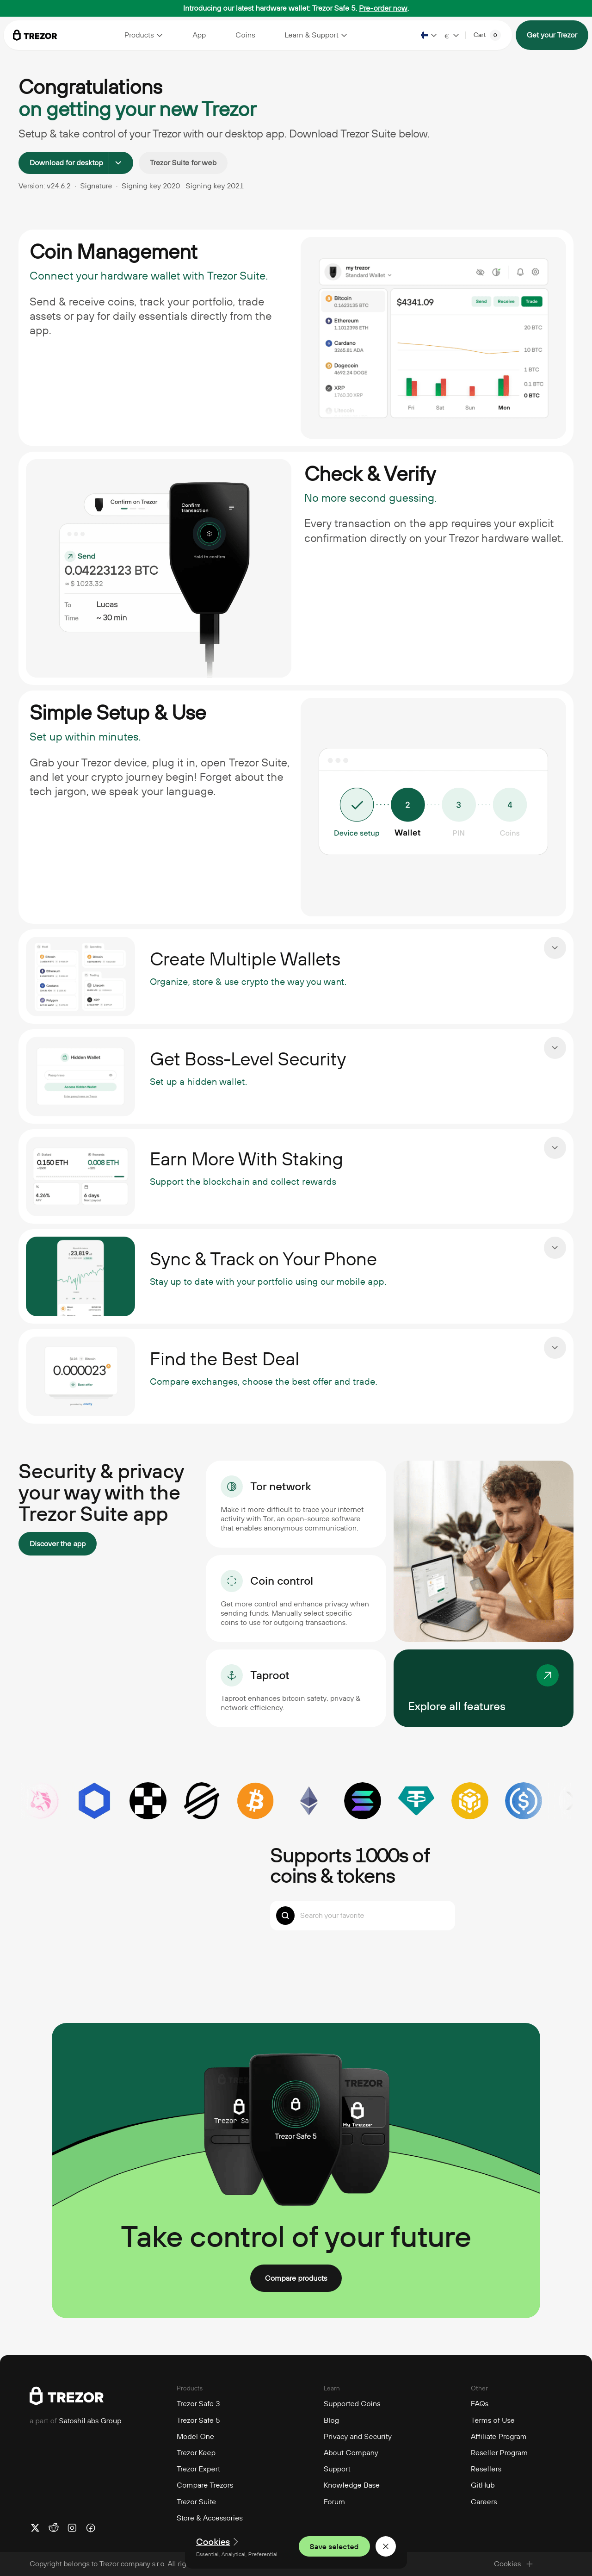 Introducing our latest hardware wallet: Trezor Safe 5. Pre-order now.
TREZOR
Products
App
Coins
Learn & Support
€
Cart 0
Get your Trezor
Congratulations
on getting your new Trezor
Setup & take control of your Trezor with our desktop app. Download Trezor Suite below.
Download for desktop
Trezor Suite for web
Version: v24.6.2 · Signature · Signing key 2020 Signing key 2021
Coin Management
Connect your hardware wallet with Trezor Suite.
Send & receive coins, track your portfolio, trade
assets or pay for daily essentials directly from the
app.
my trezor
Standard Wallet
Bitcoin
0.1623135 BTC
Ethereum
1.1012398 ETH
Cardano
3265.81 ADA
Dogecoin
4692.24 DOGE
XRP
1760.30 XRP
Litecoin
$4341.09
Send
Receive
Trade
20 BTC
10 BTC
1 BTC
0.1 BTC
0 BTC
Fri
Sat
Sun
Mon
Confirm on Trezor
Send
0.04223123 BTC
≈ $ 1023.32
To
Lucas
Time
~ 30 min
Confirm
transaction
Hold to confirm
Check & Verify
No more second guessing.
Every transaction on the app requires your explicit
confirmation directly on your Trezor hardware wallet.
Simple Setup & Use
Set up within minutes.
Grab your Trezor device, plug it in, open Trezor Suite,
and let your crypto journey begin! Forget about the
tech jargon, we speak your language.
2
3
4
Device setup
Wallet
PIN
Coins
Create Multiple Wallets
Organize, store & use crypto the way you want.
Hidden Wallet
Get Boss-Level Security
Set up a hidden wallet.
0.150 ETH
0.008 ETH
4.26%
6 days
Earn More With Staking
Support the blockchain and collect rewards
23,819
Sync & Track on Your Phone
Stay up to date with your portfolio using our mobile app.
0.000023
Find the Best Deal
Compare exchanges, choose the best offer and trade.
Security & privacy
your way with the
Trezor Suite app
Discover the app
Tor network
Make it more difficult to trace your internet
activity with Tor, an open-source software
that enables anonymous communication.
Coin control
Get more control and enhance privacy when
sending funds. Manually select specific
coins to use for outgoing transactions.
Taproot
Taproot enhances bitcoin safety, privacy &
network efficiency.
Explore all features
Supports 1000s of
coins & tokens
Search your favorite
TREZOR
Trezor Safe 5
Take control of your future
Compare products
TREZOR
a part of SatoshiLabs Group
Products
Trezor Safe 3
Trezor Safe 5
Model One
Trezor Keep
Trezor Expert
Compare Trezors
Trezor Suite
Store & Accessories
Learn
Supported Coins
Blog
Privacy and Security
About Company
Support
Knowledge Base
Forum
Other
FAQs
Terms of Use
Affiliate Program
Reseller Program
Resellers
GitHub
Careers
Cookies
Essential, Analytical, Preferential
Save selected
Copyright belongs to Trezor company s.r.o. All
Cookies